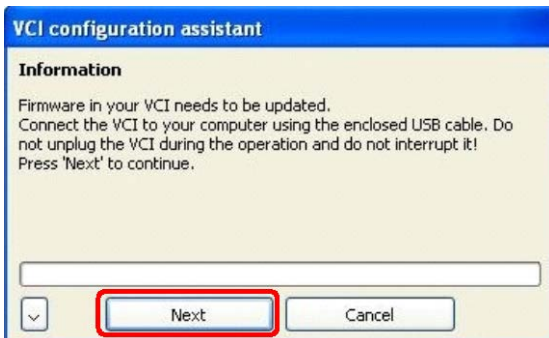 VCI configuration assistant
Information
Firmware in your VCI needs to be updated.
Connect the VCI to your computer using the enclosed USB cable. Do
not unplug the VCI during the operation and do not interrupt it!
Press 'Next' to continue.
Next
Cancel